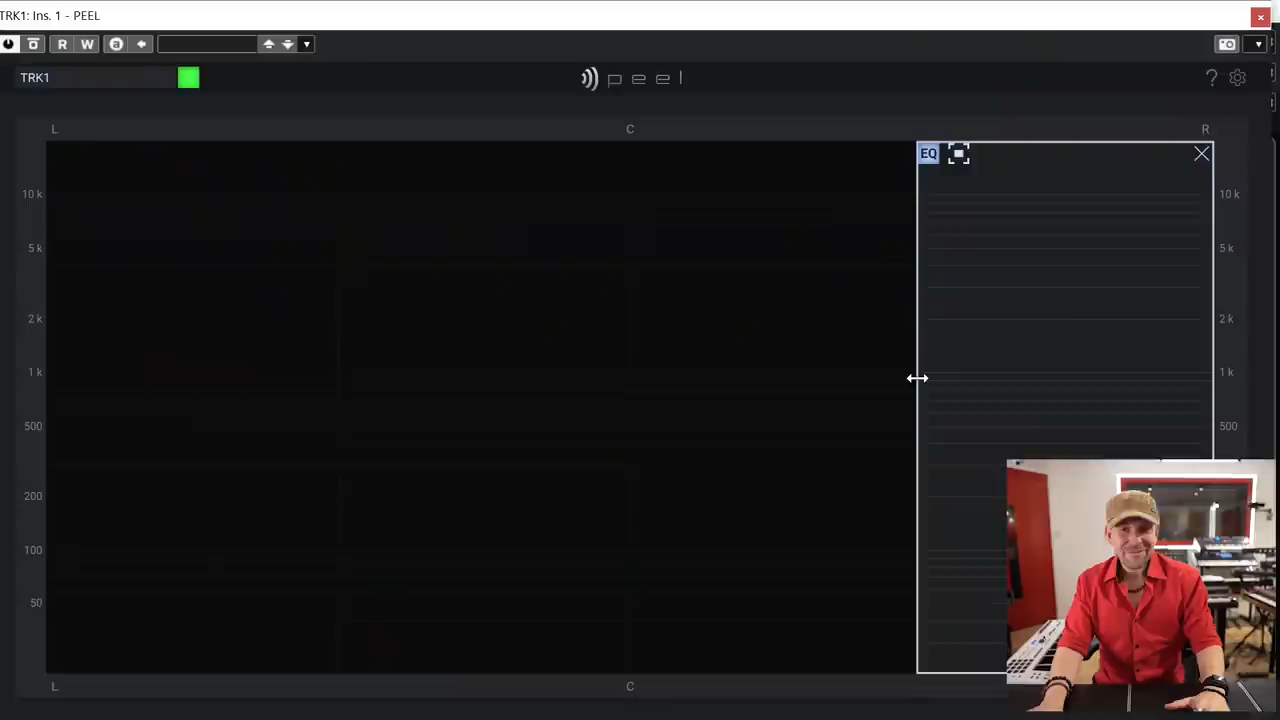 TRK1: Ins. 1 - PEEL
R W a
TRK1
peel
?
L C R
EQ
10 k 10 k
5 k 5 k
2 k 2 k
1 k 1 k
500 500
200
100
50
L C